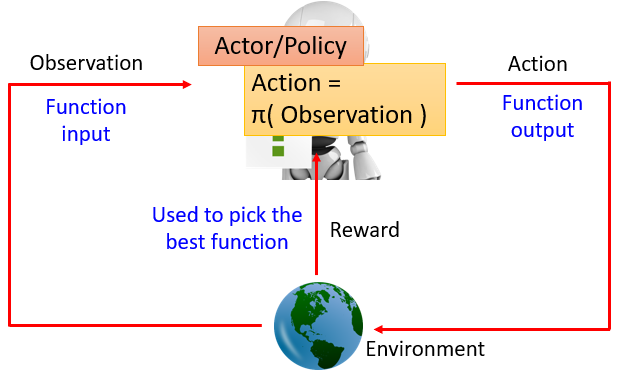 Actor/Policy
Observation
Action =
π( Observation )
Action
Function
input
Function
output
Used to pick the
best function
Reward
Environment